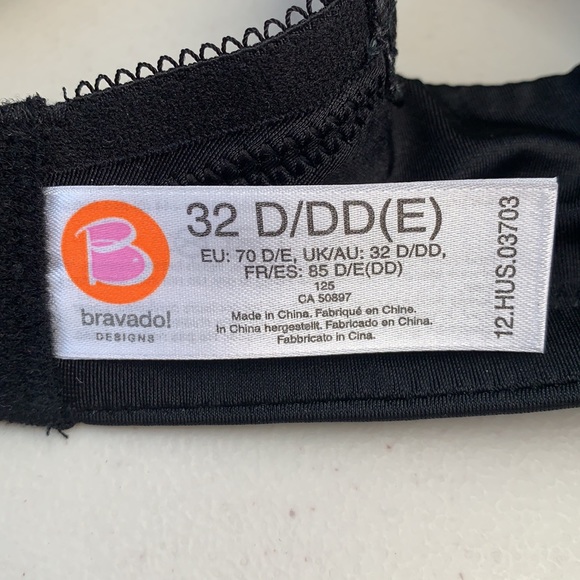 B
bravado!
DESIGNS
32 D/DD(E)
EU: 70 D/E, UK/AU: 32 D/DD,
FR/ES: 85 D/E(DD)
125
CA 50897
Made in China. Fabriqué en Chine.
In China hergestellt. Fabricado en China.
Fabbricato in Cina.
12.HUS.03703